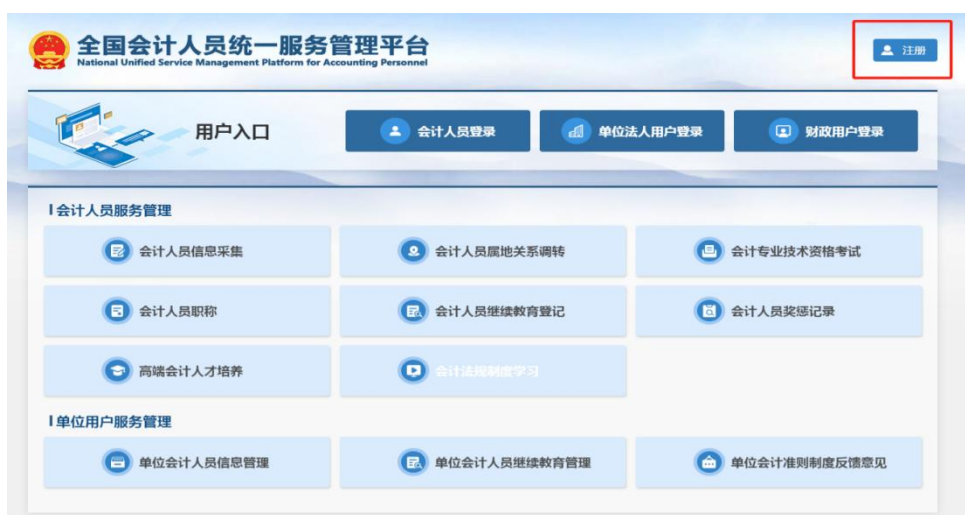 全国会计人员统一服务管理平台
National Unified Service Management Platform for Accounting Personnel
注册
用户入口
会计人员登录
单位法人用户登录
财政用户登录
会计人员服务管理
会计人员信息采集
会计人员属地关系调转
会计专业技术资格考试
会计人员职称
会计人员继续教育登记
会计人员奖惩记录
高端会计人才培养
会计法规制度学习
单位用户服务管理
单位会计人员信息管理
单位会计人员继续教育管理
单位会计准则制度反馈意见